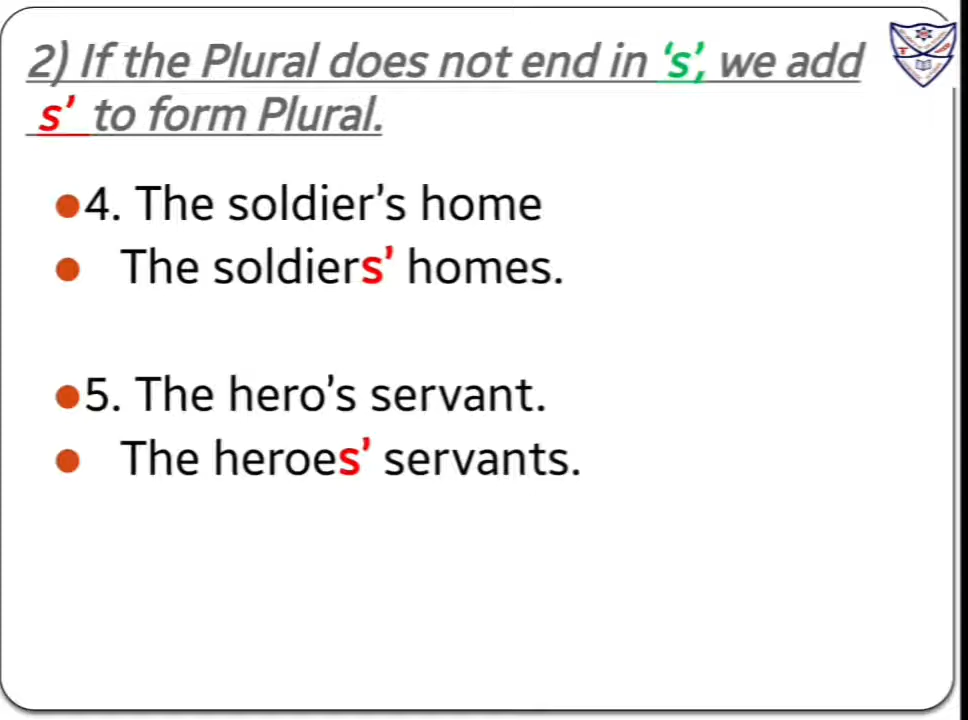 2) If the Plural does not end in ‘s’, we add
s’ to form Plural.
4. The soldier’s home
The soldiers’ homes.
5. The hero’s servant.
The heroes’ servants.